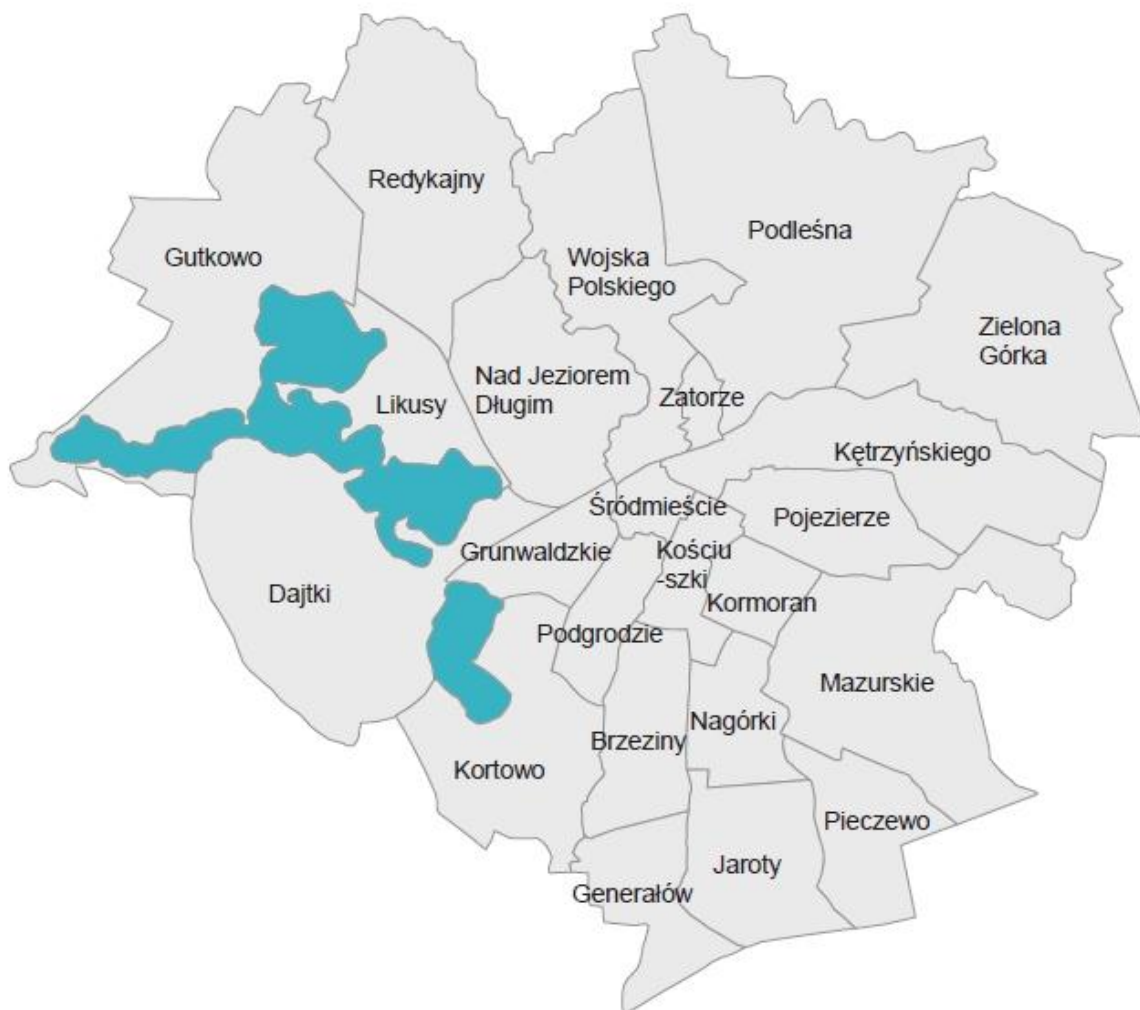 Redykajny
Podleśna
Gutkowo
Wojska
Polskiego
Zielona
Górka
Nad Jeziorem
Długim
Zatorze
Likusy
Kętrzyńskiego
Śródmieście
Pojezierze
Grunwaldzkie
Kościu
-szki
Dajtki
Kormoran
Podgrodzie
Mazurskie
Nagórki
Brzeziny
Kortowo
Pieczewo
Jaroty
Generałów